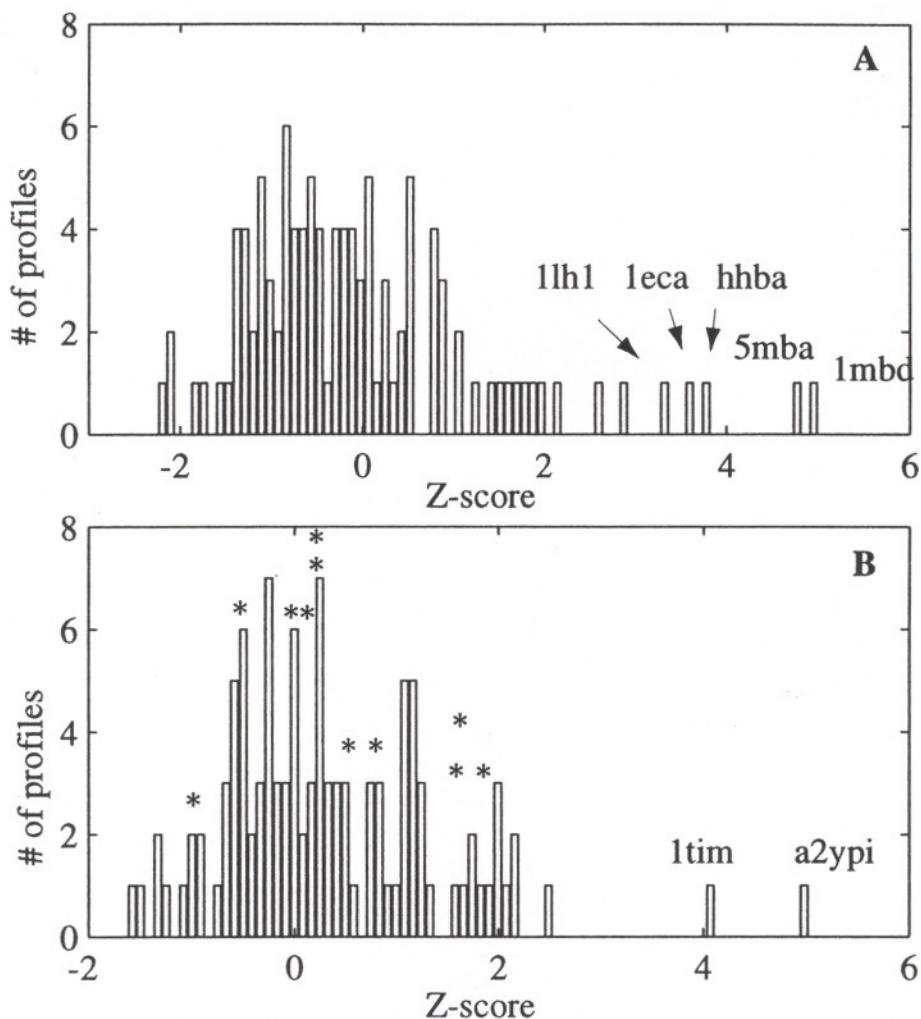 8
A
6
# of profiles
4
1lh1 1eca hhba
2
5mba
1mbd
0
-2 0 2 4 6
Z-score
8
*
*
B
6
* **
# of profiles
4
* * *
* *
*
2
1tim a2ypi
0
-2 0 2 4 6
Z-score